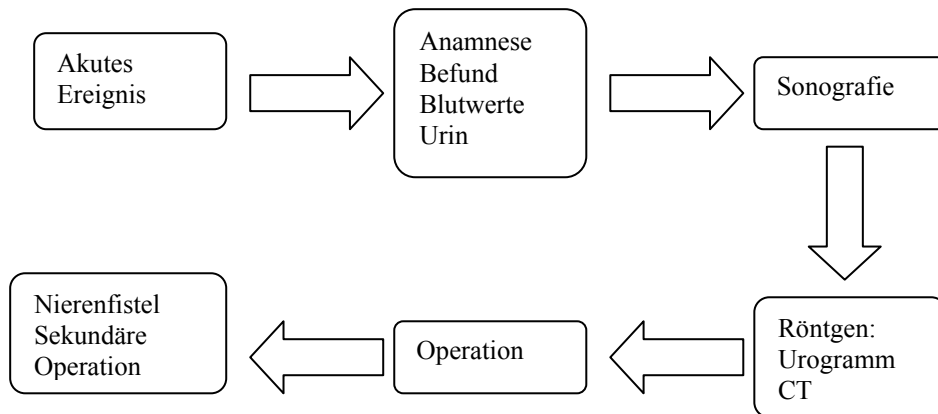 Akutes
Ereignis
Anamnese
Befund
Blutwerte
Urin
Sonografie
Röntgen:
Urogramm
CT
Operation
Nierenfistel
Sekundäre
Operation